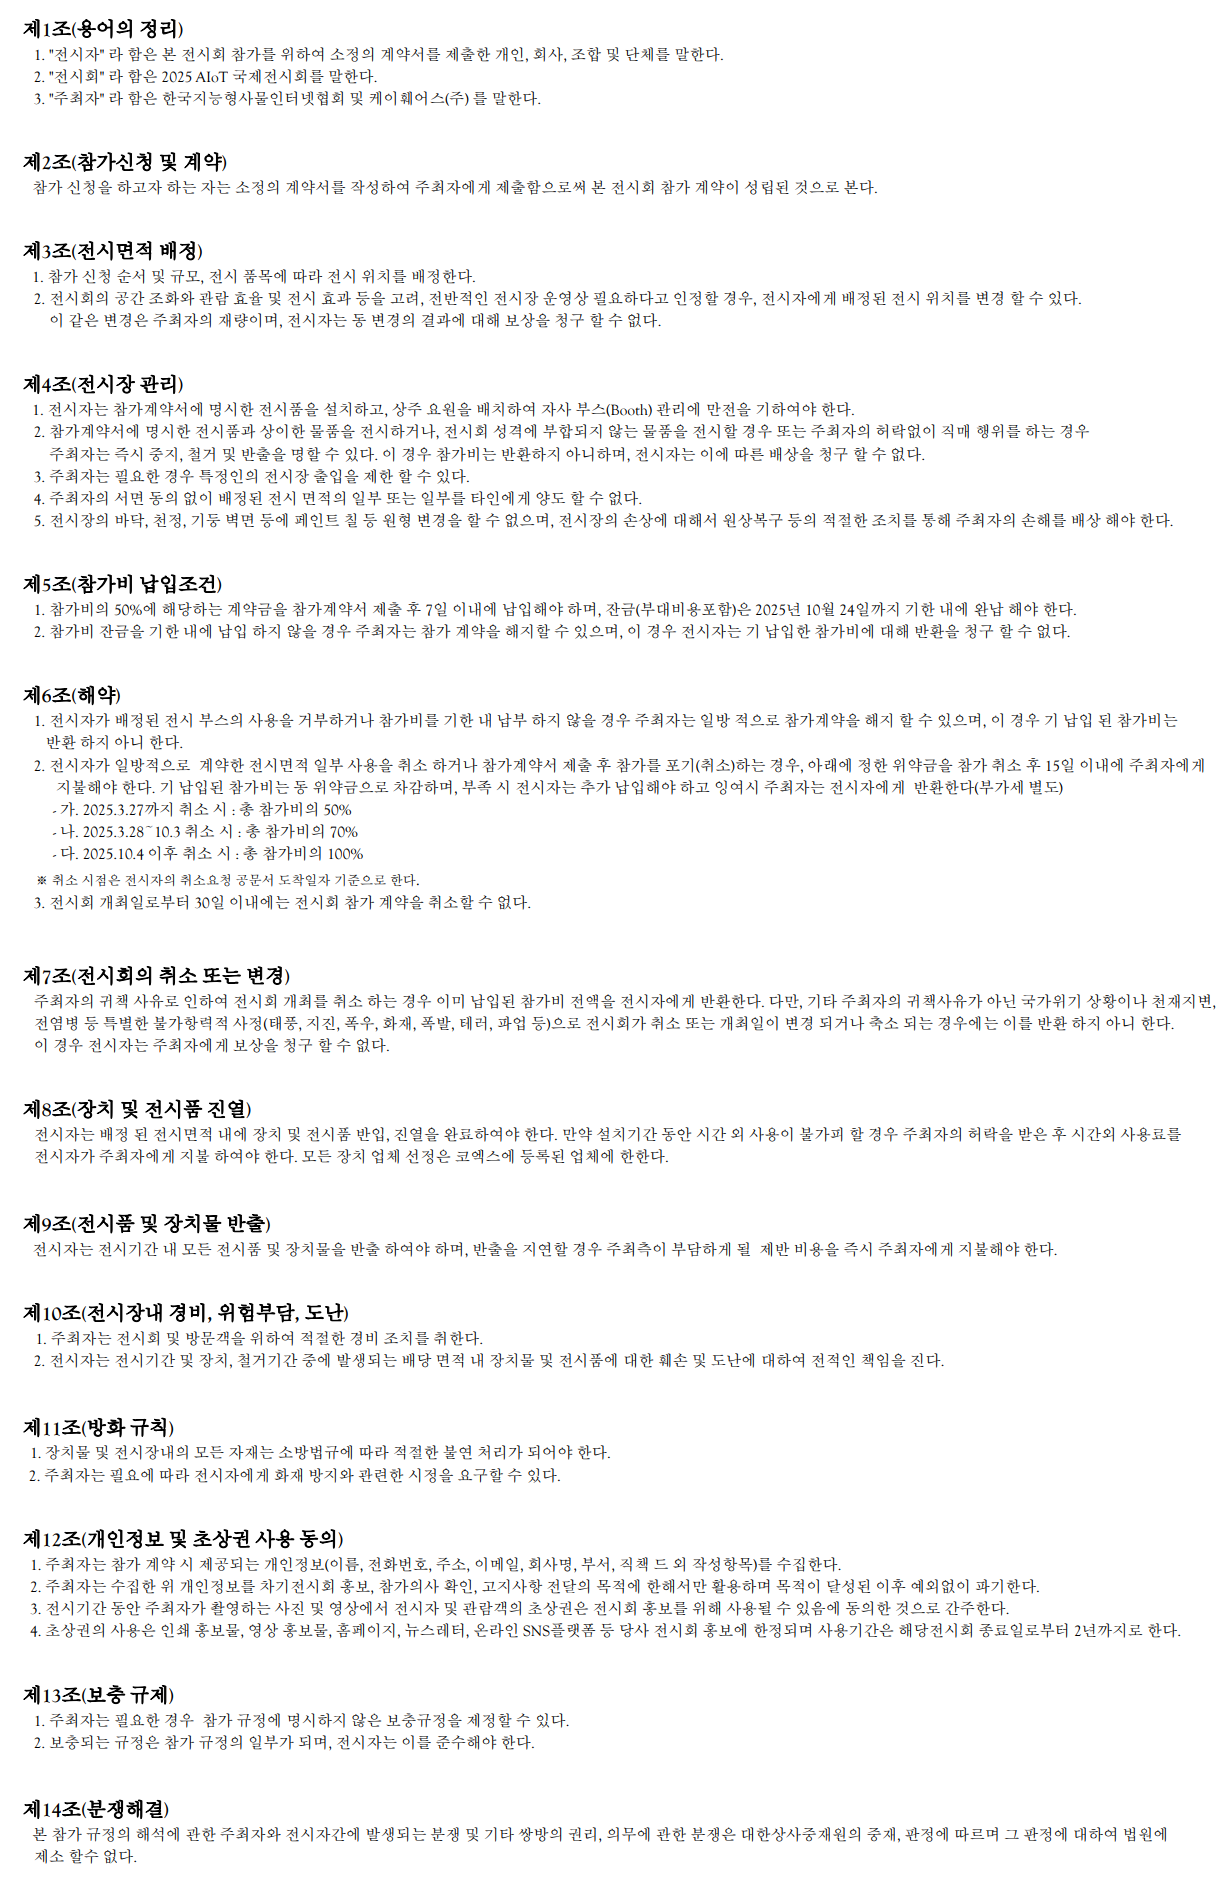 제1조(용어의 정리)
1. "전시자" 라 함은 본 전시회 참가를 위하여 소정의 계약서를 제출한 개인, 회사, 조합 및 단체를 말한다.
2. "전시회" 라 함은 2025 AIoT 국제전시회를 말한다.
3. "주최자" 라 함은 한국지능형사물인터넷협회 및 케이훼어스(주) 를 말한다.
제2조(참가신청 및 계약)
참가 신청을 하고자 하는 자는 소정의 계약서를 작성하여 주최자에게 제출함으로써 본 전시회 참가 계약이 성립된 것으로 본다.
제3조(전시면적 배정)
1. 참가 신청 순서 및 규모, 전시 품목에 따라 전시 위치를 배정한다.
2. 전시회의 공간 조화와 관람 효율 및 전시 효과 등을 고려, 전반적인 전시장 운영상 필요하다고 인정할 경우, 전시자에게 배정된 전시 위치를 변경 할 수 있다.
이 같은 변경은 주최자의 재량이며, 전시자는 동 변경의 결과에 대해 보상을 청구 할 수 없다.
제4조(전시장 관리)
1. 전시자는 참가계약서에 명시한 전시품을 설치하고, 상주 요원을 배치하여 자사 부스(Booth) 관리에 만전을 기하여야 한다.
2. 참가계약서에 명시한 전시품과 상이한 물품을 전시하거나, 전시회 성격에 부합되지 않는 물품을 전시할 경우 또는 주최자의 허락없이 직매 행위를 하는 경우
주최자는 즉시 중지, 철거 및 반출을 명할 수 있다. 이 경우 참가비는 반환하지 아니하며, 전시자는 이에 따른 배상을 청구 할 수 없다.
3. 주최자는 필요한 경우 특정인의 전시장 출입을 제한 할 수 있다.
4. 주최자의 서면 동의 없이 배정된 전시 면적의 일부 또는 일부를 타인에게 양도 할 수 없다.
5. 전시장의 바닥, 천정, 기둥 벽면 등에 페인트 칠 등 원형 변경을 할 수 없으며, 전시장의 손상에 대해서 원상복구 등의 적절한 조치를 통해 주최자의 손해를 배상 해야 한다.
제5조(참가비 납입조건)
1. 참가비의 50%에 해당하는 계약금을 참가계약서 제출 후 7일 이내에 납입해야 하며, 잔금(부대비용포함)은 2025년 10월 24일까지 기한 내에 완납 해야 한다.
2. 참가비 잔금을 기한 내에 납입 하지 않을 경우 주최자는 참가 계약을 해지할 수 있으며, 이 경우 전시자는 기 납입한 참가비에 대해 반환을 청구 할 수 없다.
제6조(해약)
1. 전시자가 배정된 전시 부스의 사용을 거부하거나 참가비를 기한 내 납부 하지 않을 경우 주최자는 일방 적으로 참가계약을 해지 할 수 있으며, 이 경우 기 납입 된 참가비는
반환 하지 아니 한다.
2. 전시자가 일방적으로 계약한 전시면적 일부 사용을 취소 하거나 참가계약서 제출 후 참가를 포기(취소)하는 경우, 아래에 정한 위약금을 참가 취소 후 15일 이내에 주최자에게
지불해야 한다. 기 납입된 참가비는 동 위약금으로 차감하며, 부족 시 전시자는 추가 납입해야 하고 잉여시 주최자는 전시자에게 반환한다(부가세 별도)
- 가. 2025.3.27까지 취소 시 : 총 참가비의 50%
- 나. 2025.3.28~10.3 취소 시 : 총 참가비의 70%
- 다. 2025.10.4 이후 취소 시 : 총 참가비의 100%
※ 취소 시점은 전시자의 취소요청 공문서 도착일자 기준으로 한다.
3. 전시회 개최일로부터 30일 이내에는 전시회 참가 계약을 취소할 수 없다.
제7조(전시회의 취소 또는 변경)
주최자의 귀책 사유로 인하여 전시회 개최를 취소 하는 경우 이미 납입된 참가비 전액을 전시자에게 반환한다. 다만, 기타 주최자의 귀책사유가 아닌 국가위기 상황이나 천재지변,
전염병 등 특별한 불가항력적 사정(태풍, 지진, 폭우, 화재, 폭발, 테러, 파업 등)으로 전시회가 취소 또는 개최일이 변경 되거나 축소 되는 경우에는 이를 반환 하지 아니 한다.
이 경우 전시자는 주최자에게 보상을 청구 할 수 없다.
제8조(장치 및 전시품 진열)
전시자는 배정 된 전시면적 내에 장치 및 전시품 반입, 진열을 완료하여야 한다. 만약 설치기간 동안 시간 외 사용이 불가피 할 경우 주최자의 허락을 받은 후 시간외 사용료를
전시자가 주최자에게 지불 하여야 한다. 모든 장치 업체 선정은 코엑스에 등록된 업체에 한한다.
제9조(전시품 및 장치물 반출)
전시자는 전시기간 내 모든 전시품 및 장치물을 반출 하여야 하며, 반출을 지연할 경우 주최측이 부담하게 될 제반 비용을 즉시 주최자에게 지불해야 한다.
제10조(전시장내 경비, 위험부담, 도난)
1. 주최자는 전시회 및 방문객을 위하여 적절한 경비 조치를 취한다.
2. 전시자는 전시기간 및 장치, 철거기간 중에 발생되는 배당 면적 내 장치물 및 전시품에 대한 훼손 및 도난에 대하여 전적인 책임을 진다.
제11조(방화 규칙)
1. 장치물 및 전시장내의 모든 자재는 소방법규에 따라 적절한 불연 처리가 되어야 한다.
2. 주최자는 필요에 따라 전시자에게 화재 방지와 관련한 시정을 요구할 수 있다.
제12조(개인정보 및 초상권 사용 동의)
1. 주최자는 참가 계약 시 제공되는 개인정보(이름, 전화번호, 주소, 이메일, 회사명, 부서, 직책 드 외 작성항목)를 수집한다.
2. 주최자는 수집한 위 개인정보를 차기전시회 홍보, 참가의사 확인, 고지사항 전달의 목적에 한해서만 활용하며 목적이 달성된 이후 예외없이 파기한다.
3. 전시기간 동안 주최자가 촬영하는 사진 및 영상에서 전시자 및 관람객의 초상권은 전시회 홍보를 위해 사용될 수 있음에 동의한 것으로 간주한다.
4. 초상권의 사용은 인쇄 홍보물, 영상 홍보물, 홈페이지, 뉴스레터, 온라인 SNS플랫폼 등 당사 전시회 홍보에 한정되며 사용기간은 해당전시회 종료일로부터 2년까지로 한다.
제13조(보충 규제)
1. 주최자는 필요한 경우 참가 규정에 명시하지 않은 보충규정을 제정할 수 있다.
2. 보충되는 규정은 참가 규정의 일부가 되며, 전시자는 이를 준수해야 한다.
제14조(분쟁해결)
본 참가 규정의 해석에 관한 주최자와 전시자간에 발생되는 분쟁 및 기타 쌍방의 권리, 의무에 관한 분쟁은 대한상사중재원의 중재, 판정에 따르며 그 판정에 대하여 법원에
제소 할수 없다.